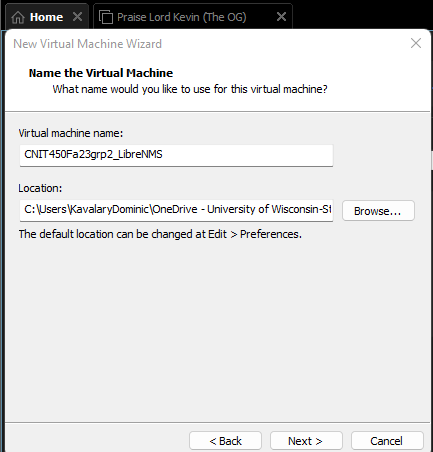 Home
Praise Lord Kevin (The OG)
New Virtual Machine Wizard
Name the Virtual Machine
What name would you like to use for this virtual machine?
Virtual machine name:
CNIT450Fa23grp2_LibreNMS
Location:
C:\Users\KavalaryDominic\OneDrive - University of Wisconsin-St
Browse...
The default location can be changed at Edit > Preferences.
< Back
Next >
Cancel